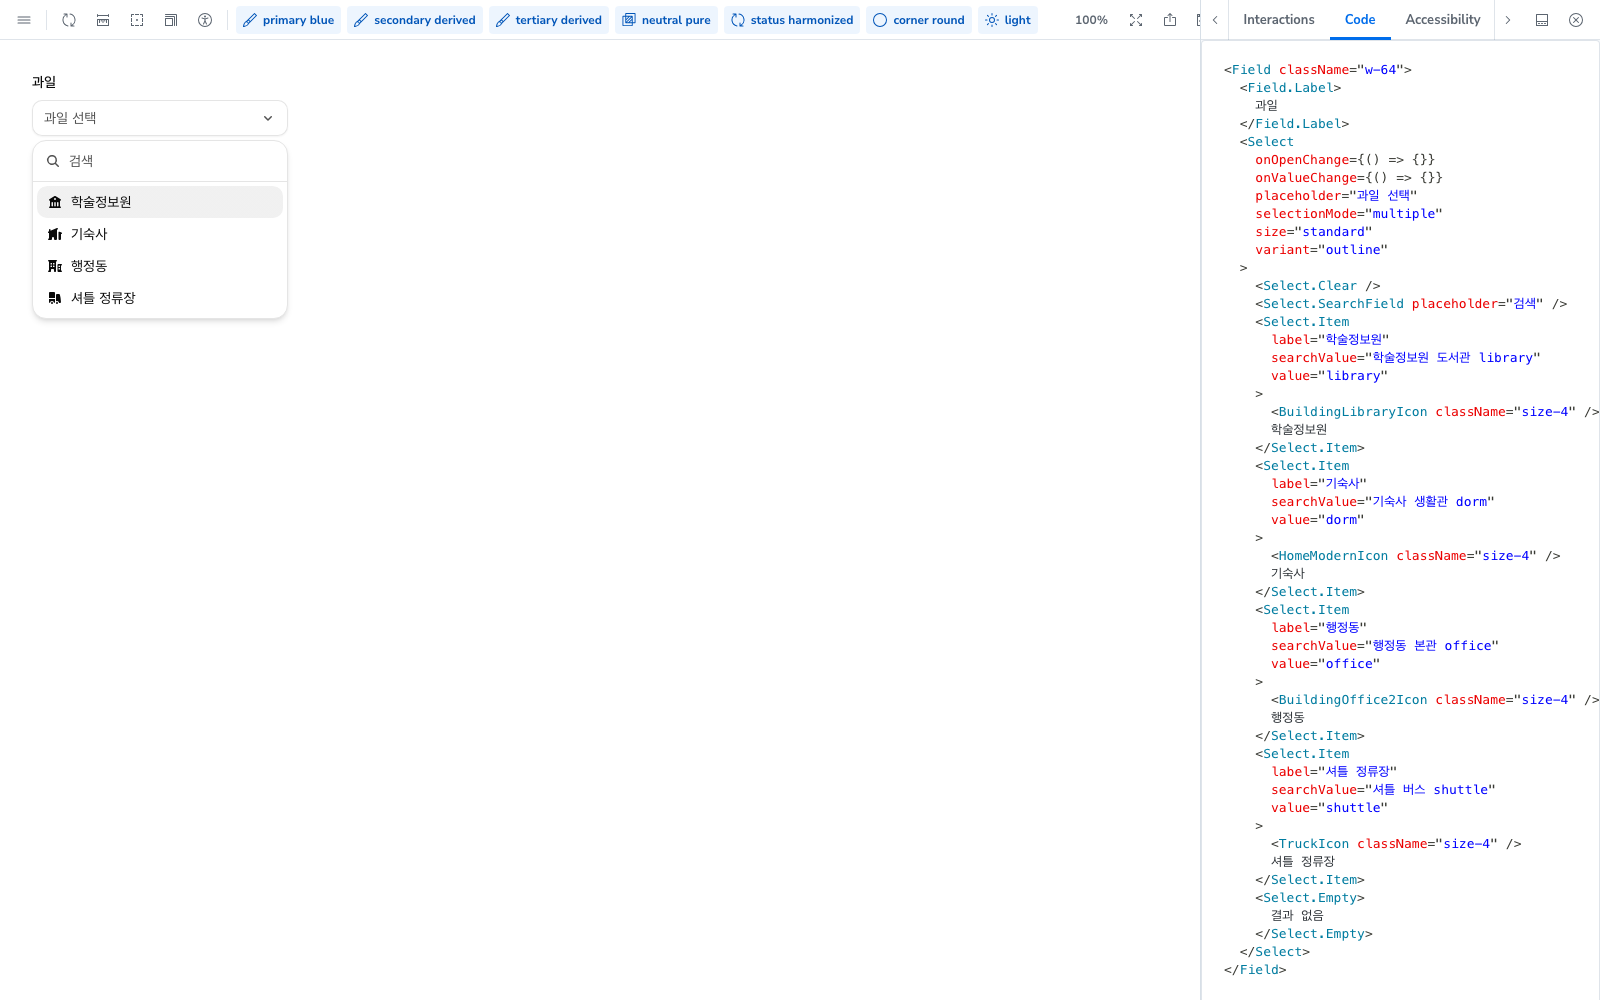 primary blue
secondary derived
tertiary derived
neutral pure
status harmonized
corner round
light
100%
Interactions
Code
Accessibility
과일
과일 선택
검색
학술정보원
기숙사
행정동
셔틀 정류장
<Field className="w-64">
<Field.Label>
과일
</Field.Label>
<Select
onOpenChange={() => {}}
onValueChange={() => {}}
placeholder="과일 선택"
selectionMode="multiple"
size="standard"
variant="outline"
>
<Select.Clear />
<Select.SearchField placeholder="검색" />
<Select.Item
label="학술정보원"
searchValue="학술정보원 도서관 library"
value="library"
>
<BuildingLibraryIcon className="size-4" />
학술정보원
</Select.Item>
<Select.Item
label="기숙사"
searchValue="기숙사 생활관 dorm"
value="dorm"
>
<HomeModernIcon className="size-4" />
기숙사
</Select.Item>
<Select.Item
label="행정동"
searchValue="행정동 본관 office"
value="office"
>
<BuildingOffice2Icon className="size-4" />
행정동
</Select.Item>
<Select.Item
label="셔틀 정류장"
searchValue="셔틀 버스 shuttle"
value="shuttle"
>
<TruckIcon className="size-4" />
셔틀 정류장
</Select.Item>
<Select.Empty>
결과 없음
</Select.Empty>
</Select>
</Field>